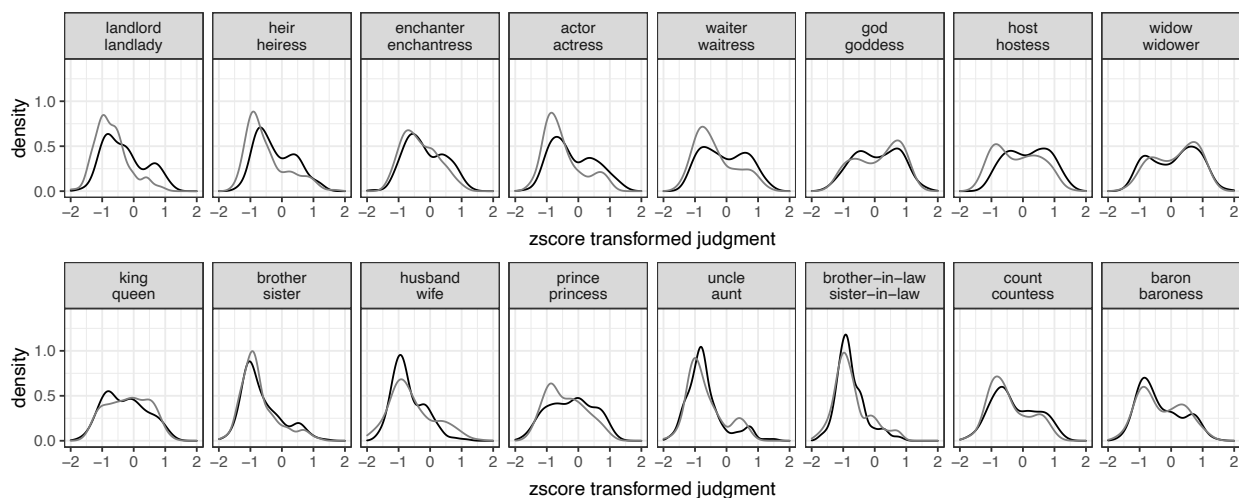 landlord heir enchanter actor waiter god host widow
landlady heiress enchantress actress waitress goddess hostess widower
density
1.0
0.5
0.0
−2 −1 0 1 2 −2 −1 0 1 2 −2 −1 0 1 2 −2 −1 0 1 2 −2 −1 0 1 2 −2 −1 0 1 2 −2 −1 0 1 2 −2 −1 0 1 2
zscore transformed judgment
king brother husband prince uncle brother−in−law count baron
queen sister wife princess aunt sister−in−law countess baroness
density
1.0
0.5
0.0
−2 −1 0 1 2 −2 −1 0 1 2 −2 −1 0 1 2 −2 −1 0 1 2 −2 −1 0 1 2 −2 −1 0 1 2 −2 −1 0 1 2 −2 −1 0 1 2
zscore transformed judgment